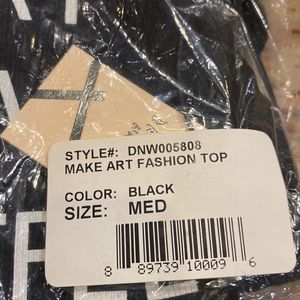 STYLE#: DNW005808
MAKE ART FASHION TOP
COLOR: BLACK
SIZE: MED
8 89739 10009 6